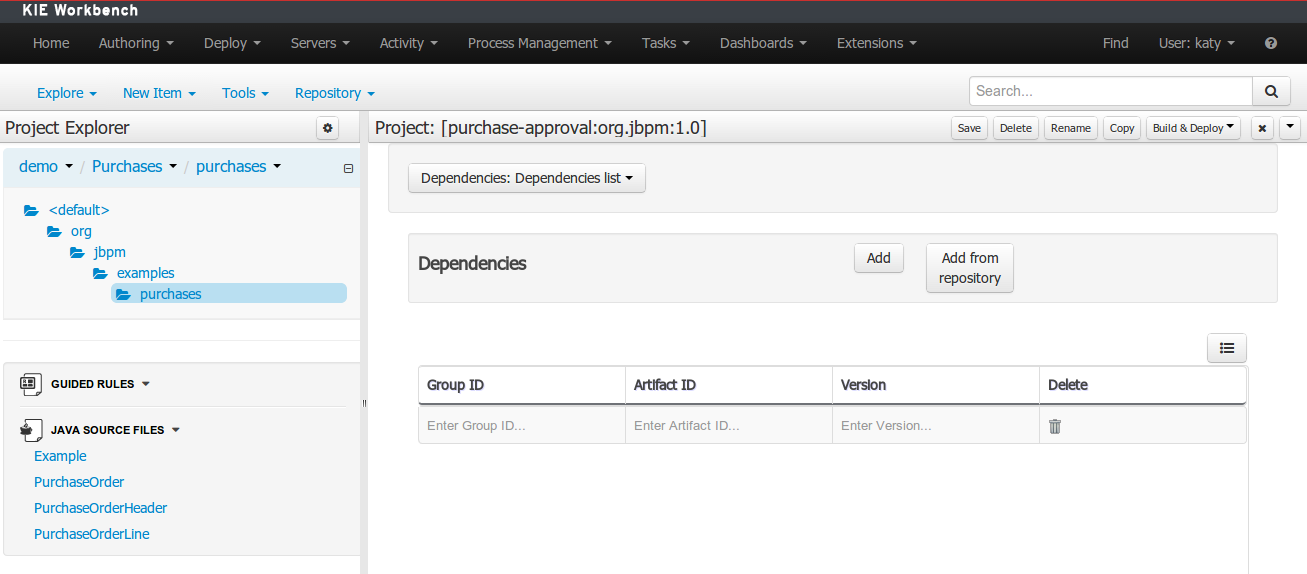 KIE Workbench
Home Authoring Deploy Servers Activity Process Management Tasks Dashboards Extensions Find User: katy ?
Explore New Item Tools Repository Search...
Project Explorer
Project: [purchase-approval:org.jbpm:1.0] Save Delete Rename Copy Build & Deploy
demo / Purchases / purchases
<default>
org
jbpm
examples
purchases
GUIDED RULES
JAVA SOURCE FILES
Example
PurchaseOrder
PurchaseOrderHeader
PurchaseOrderLine
Dependencies: Dependencies list
Dependencies Add Add from
repository
Group ID Artifact ID Version Delete
Enter Group ID... Enter Artifact ID... Enter Version...